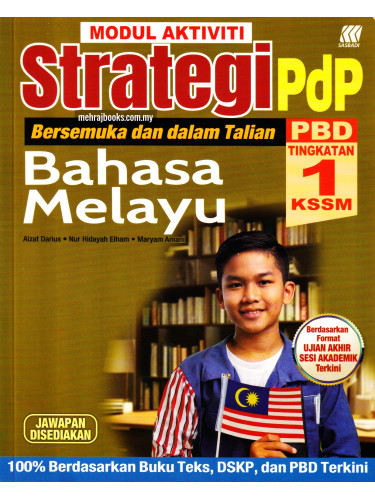 MODUL AKTIVITI
SASBADI
Strategi PdP
mehrajbooks.com.my
Bersemuka dan dalam Talian
PBD
TINGKATAN
1
KSSM
Bahasa
Melayu
Aizat Darius • Nur Hidayah Elham • Maryam Amani
Berdasarkan
Format
UJIAN AKHIR
SESI AKADEMIK
Terkini
JAWAPAN
DISEDIAKAN
100% Berdasarkan Buku Teks, DSKP, dan PBD Terkini